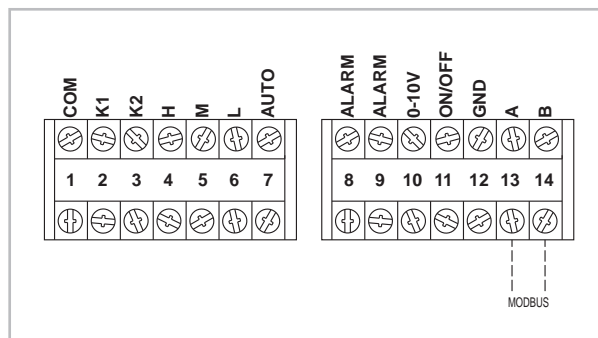 COM K1 K2 H M L AUTO ALARM ALARM 0-10V ON/OFF GND A B
1 2 3 4 5 6 7 8 9 10 11 12 13 14
MODBUS